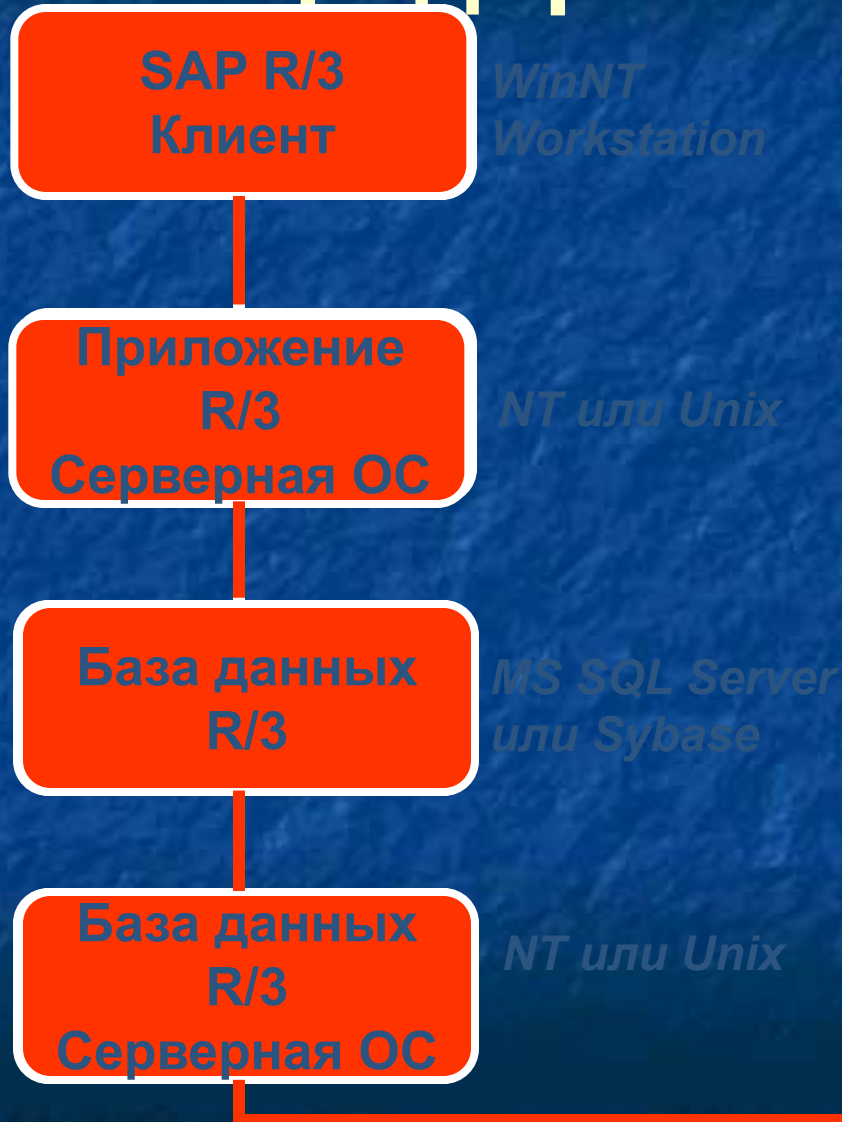 SAP R/3
Клиент
WinNT
Workstation
Приложение
R/3
Серверная ОС
NT или Unix
База данных
R/3
MS SQL Server
или Sybase
База данных
R/3
Серверная ОС
NT или Unix